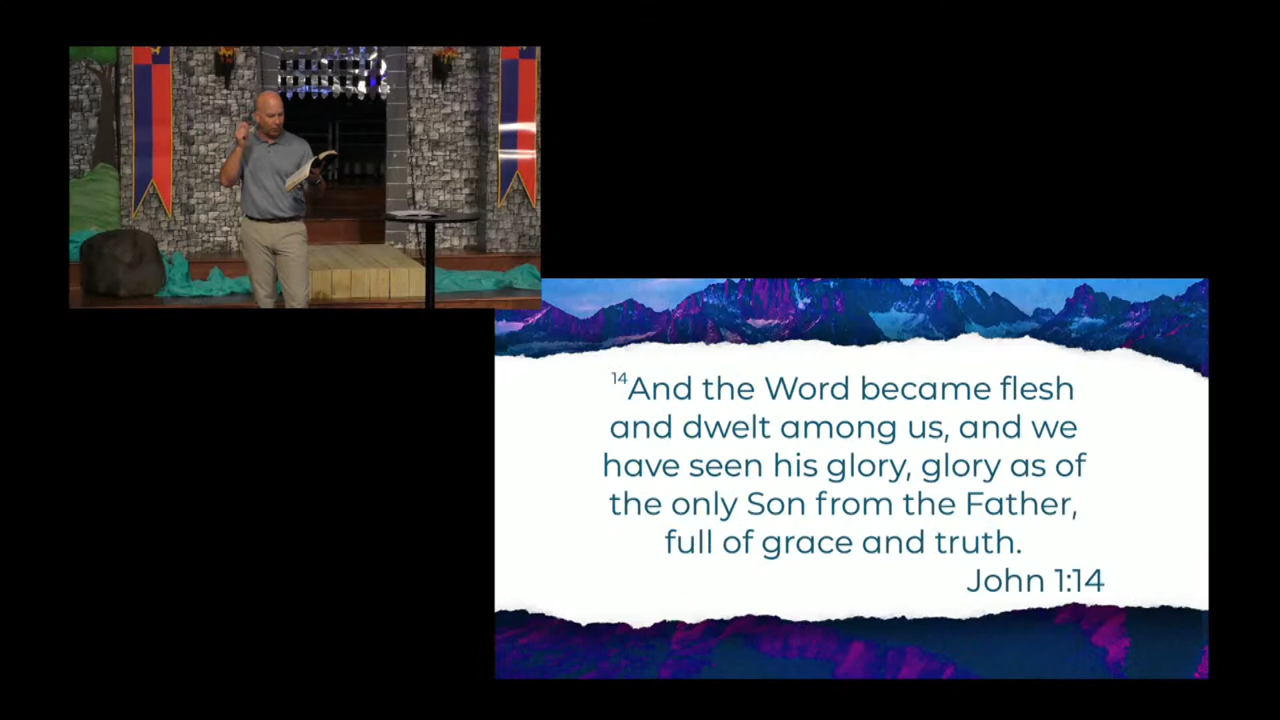 14And the Word became flesh
and dwelt among us, and we
have seen his glory, glory as of
the only Son from the Father,
full of grace and truth.
John 1:14